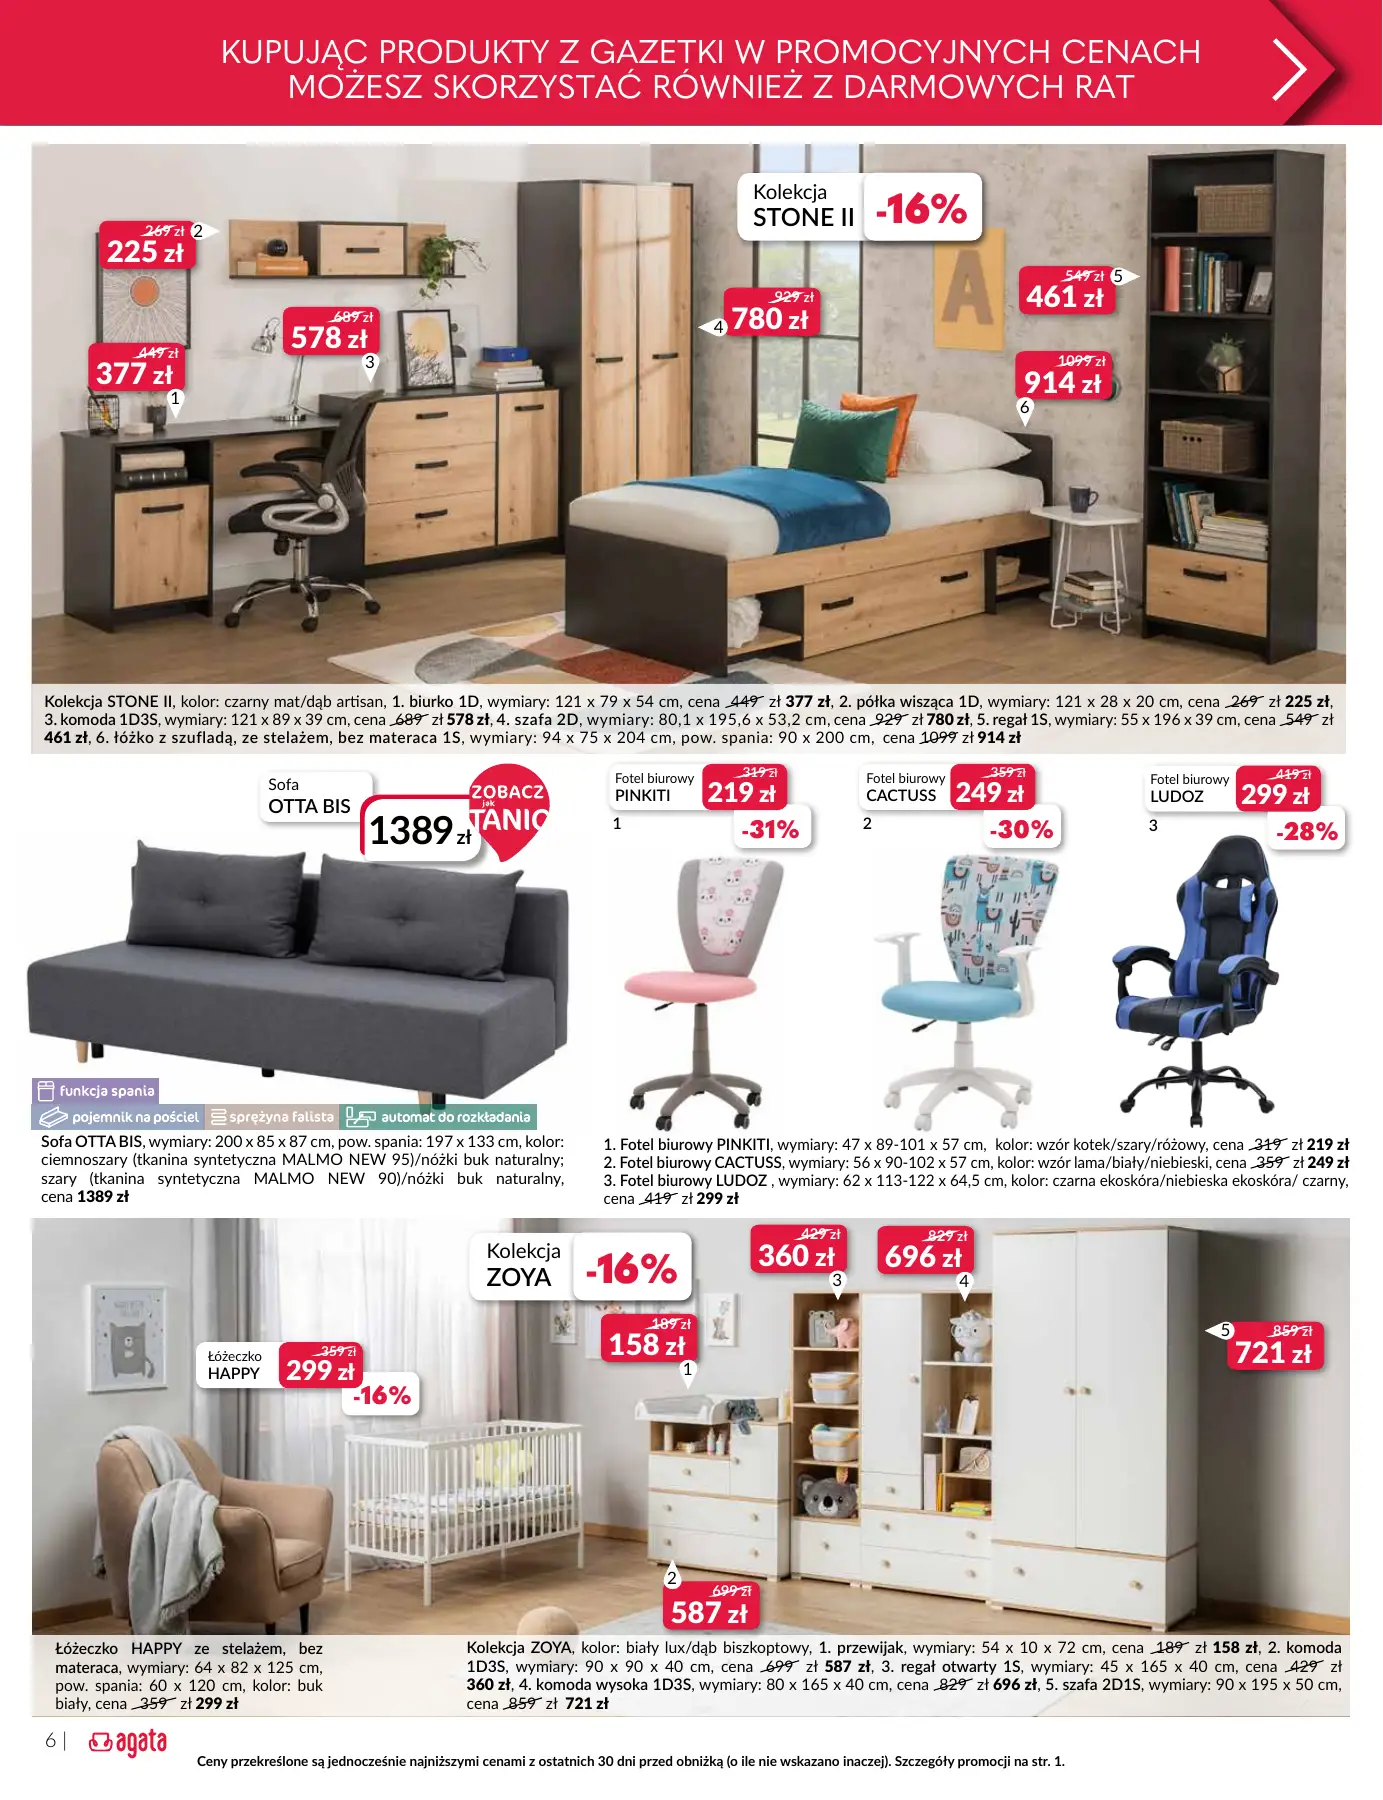 KUPUJĄC PRODUKTY Z GAZETKI W PROMOCYJNYCH CENACH
MOŻESZ SKORZYSTAĆ RÓWNIEŻ Z DARMOWYCH RAT
Kolekcja
STONE II
-16%
269 zł
225 zł
2
689 zł
578 zł
3
449 zł
377 zł
1
929 zł
780 zł
4
549 zł
461 zł
5
1099 zł
914 zł
6
A
Kolekcja STONE II, kolor: czarny mat/dąb artisan, 1. biurko 1D, wymiary: 121 x 79 x 54 cm, cena 449 zł 377 zł, 2. półka wisząca 1D, wymiary: 121 x 28 x 20 cm, cena 269 zł 225 zł,
3. komoda 1D3S, wymiary: 121 x 89 x 39 cm, cena 689 zł 578 zł, 4. szafa 2D, wymiary: 80,1 x 195,6 x 53,2 cm, cena 929 zł 780 zł, 5. regał 1S, wymiary: 55 x 196 x 39 cm, cena 549 zł
461 zł, 6. łóżko z szufladą, ze stelażem, bez materaca 1S, wymiary: 94 x 75 x 204 cm, pow. spania: 90 x 200 cm, cena 1099 zł 914 zł
Sofa
OTTA BIS
1389 zł
ZOBACZ
jak
TANIO
Fotel biurowy
PINKITI
319 zł
219 zł
-31%
1
Fotel biurowy
CACTUSS
359 zł
249 zł
-30%
2
Fotel biurowy
LUDOZ
419 zł
299 zł
-28%
3
funkcja spania
pojemnik na pościel
sprężyna falista
automat do rozkładania
Sofa OTTA BIS, wymiary: 200 x 85 x 87 cm, pow. spania: 197 x 133 cm, kolor:
ciemnoszary (tkanina syntetyczna MALMO NEW 95)/nóżki buk naturalny;
szary (tkanina syntetyczna MALMO NEW 90)/nóżki buk naturalny,
cena 1389 zł
1. Fotel biurowy PINKITI, wymiary: 47 x 89-101 x 57 cm, kolor: wzór kotek/szary/różowy, cena 319 zł 219 zł
2. Fotel biurowy CACTUSS, wymiary: 56 x 90-102 x 57 cm, kolor: wzór lama/biały/niebieski, cena 359 zł 249 zł
3. Fotel biurowy LUDOZ , wymiary: 62 x 113-122 x 64,5 cm, kolor: czarna ekoskóra/niebieska ekoskóra/ czarny,
cena 419 zł 299 zł
Kolekcja
ZOYA
-16%
429 zł
360 zł
3
829 zł
696 zł
4
189 zł
158 zł
1
5
859 zł
721 zł
Łóżeczko
HAPPY
359 zł
299 zł
-16%
2
699 zł
587 zł
Łóżeczko HAPPY ze stelażem, bez
materaca, wymiary: 64 x 82 x 125 cm,
pow. spania: 60 x 120 cm, kolor: buk
biały, cena 359 zł 299 zł
Kolekcja ZOYA, kolor: biały lux/dąb biszkoptowy, 1. przewijak, wymiary: 54 x 10 x 72 cm, cena 189 zł 158 zł, 2. komoda
1D3S, wymiary: 90 x 90 x 40 cm, cena 699 zł 587 zł, 3. regał otwarty 1S, wymiary: 45 x 165 x 40 cm, cena 429 zł
360 zł, 4. komoda wysoka 1D3S, wymiary: 80 x 165 x 40 cm, cena 829 zł 696 zł, 5. szafa 2D1S, wymiary: 90 x 195 x 50 cm,
cena 859 zł 721 zł
6 |
agata
Ceny przekreślone są jednocześnie najniższymi cenami z ostatnich 30 dni przed obniżką (o ile nie wskazano inaczej). Szczegóły promocji na str. 1.